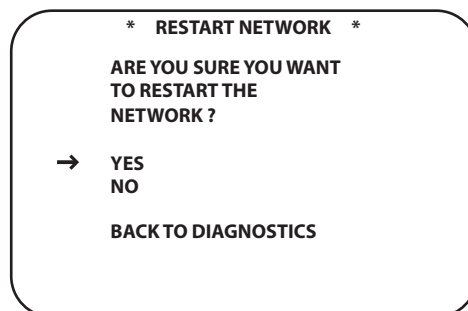 * RESTART NETWORK *
ARE YOU SURE YOU WANT
TO RESTART THE
NETWORK ?
→ YES
NO
BACK TO DIAGNOSTICS